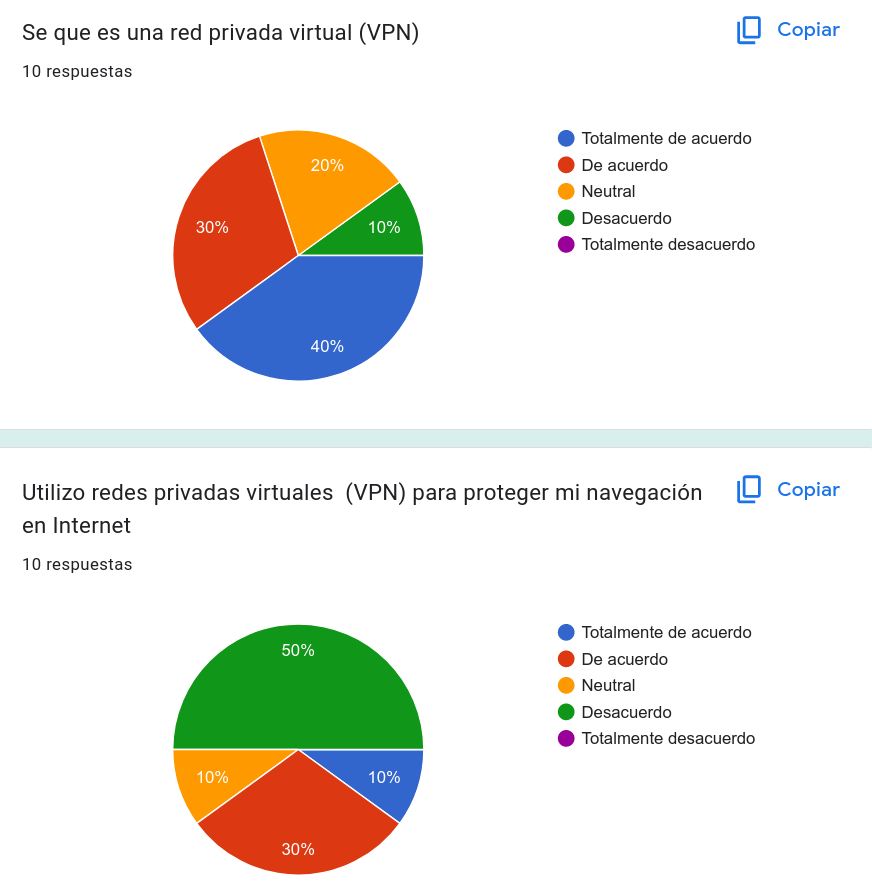 Se que es una red privada virtual (VPN)
Copiar
10 respuestas
20%
30%
10%
40%
Totalmente de acuerdo
De acuerdo
Neutral
Desacuerdo
Totalmente desacuerdo
Utilizo redes privadas virtuales  (VPN) para proteger mi navegación
en Internet
Copiar
10 respuestas
50%
10%
10%
30%
Totalmente de acuerdo
De acuerdo
Neutral
Desacuerdo
Totalmente desacuerdo